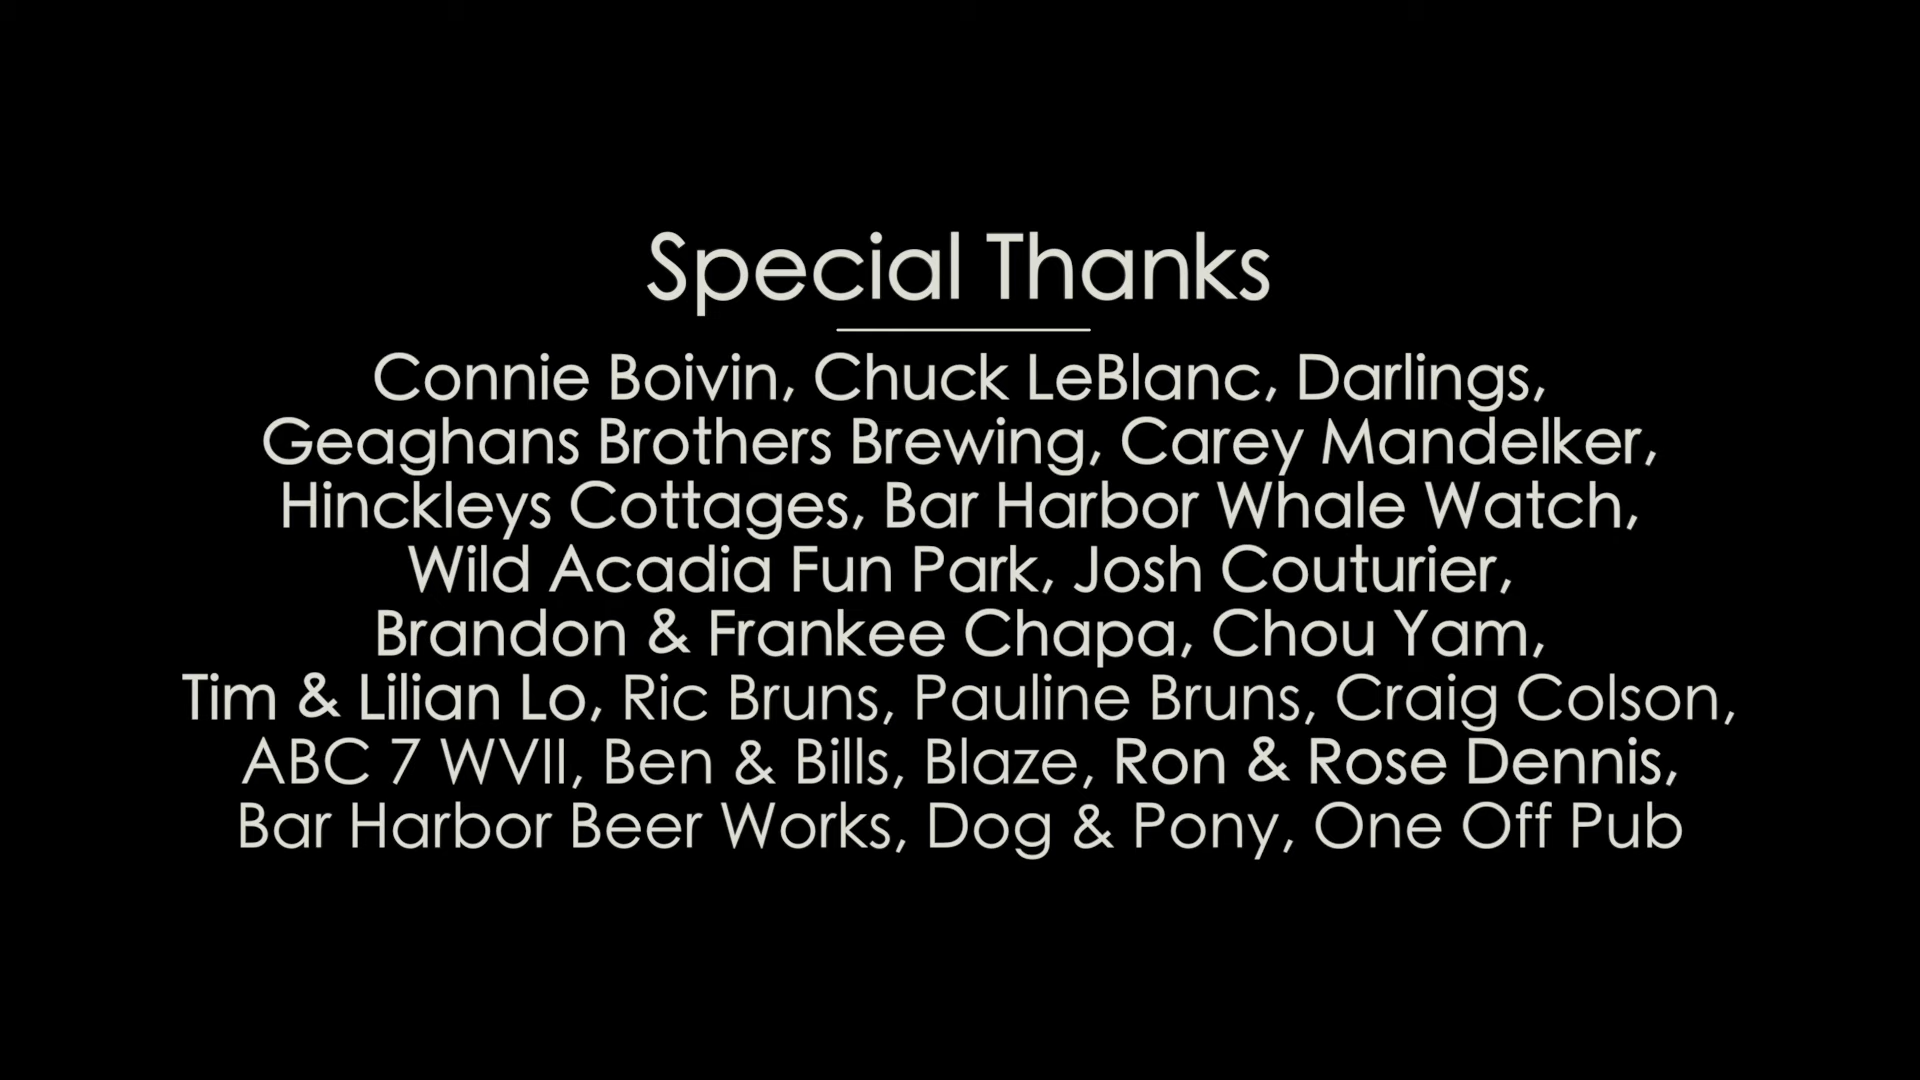 Special Thanks
Connie Boivin, Chuck LeBlanc, Darlings,
Geaghans Brothers Brewing, Carey Mandelker,
Hinckleys Cottages, Bar Harbor Whale Watch,
Wild Acadia Fun Park, Josh Couturier,
Brandon & Frankee Chapa, Chou Yam,
Tim & Lilian Lo, Ric Bruns, Pauline Bruns, Craig Colson,
ABC 7 WVII, Ben & Bills, Blaze, Ron & Rose Dennis,
Bar Harbor Beer Works, Dog & Pony, One Off Pub